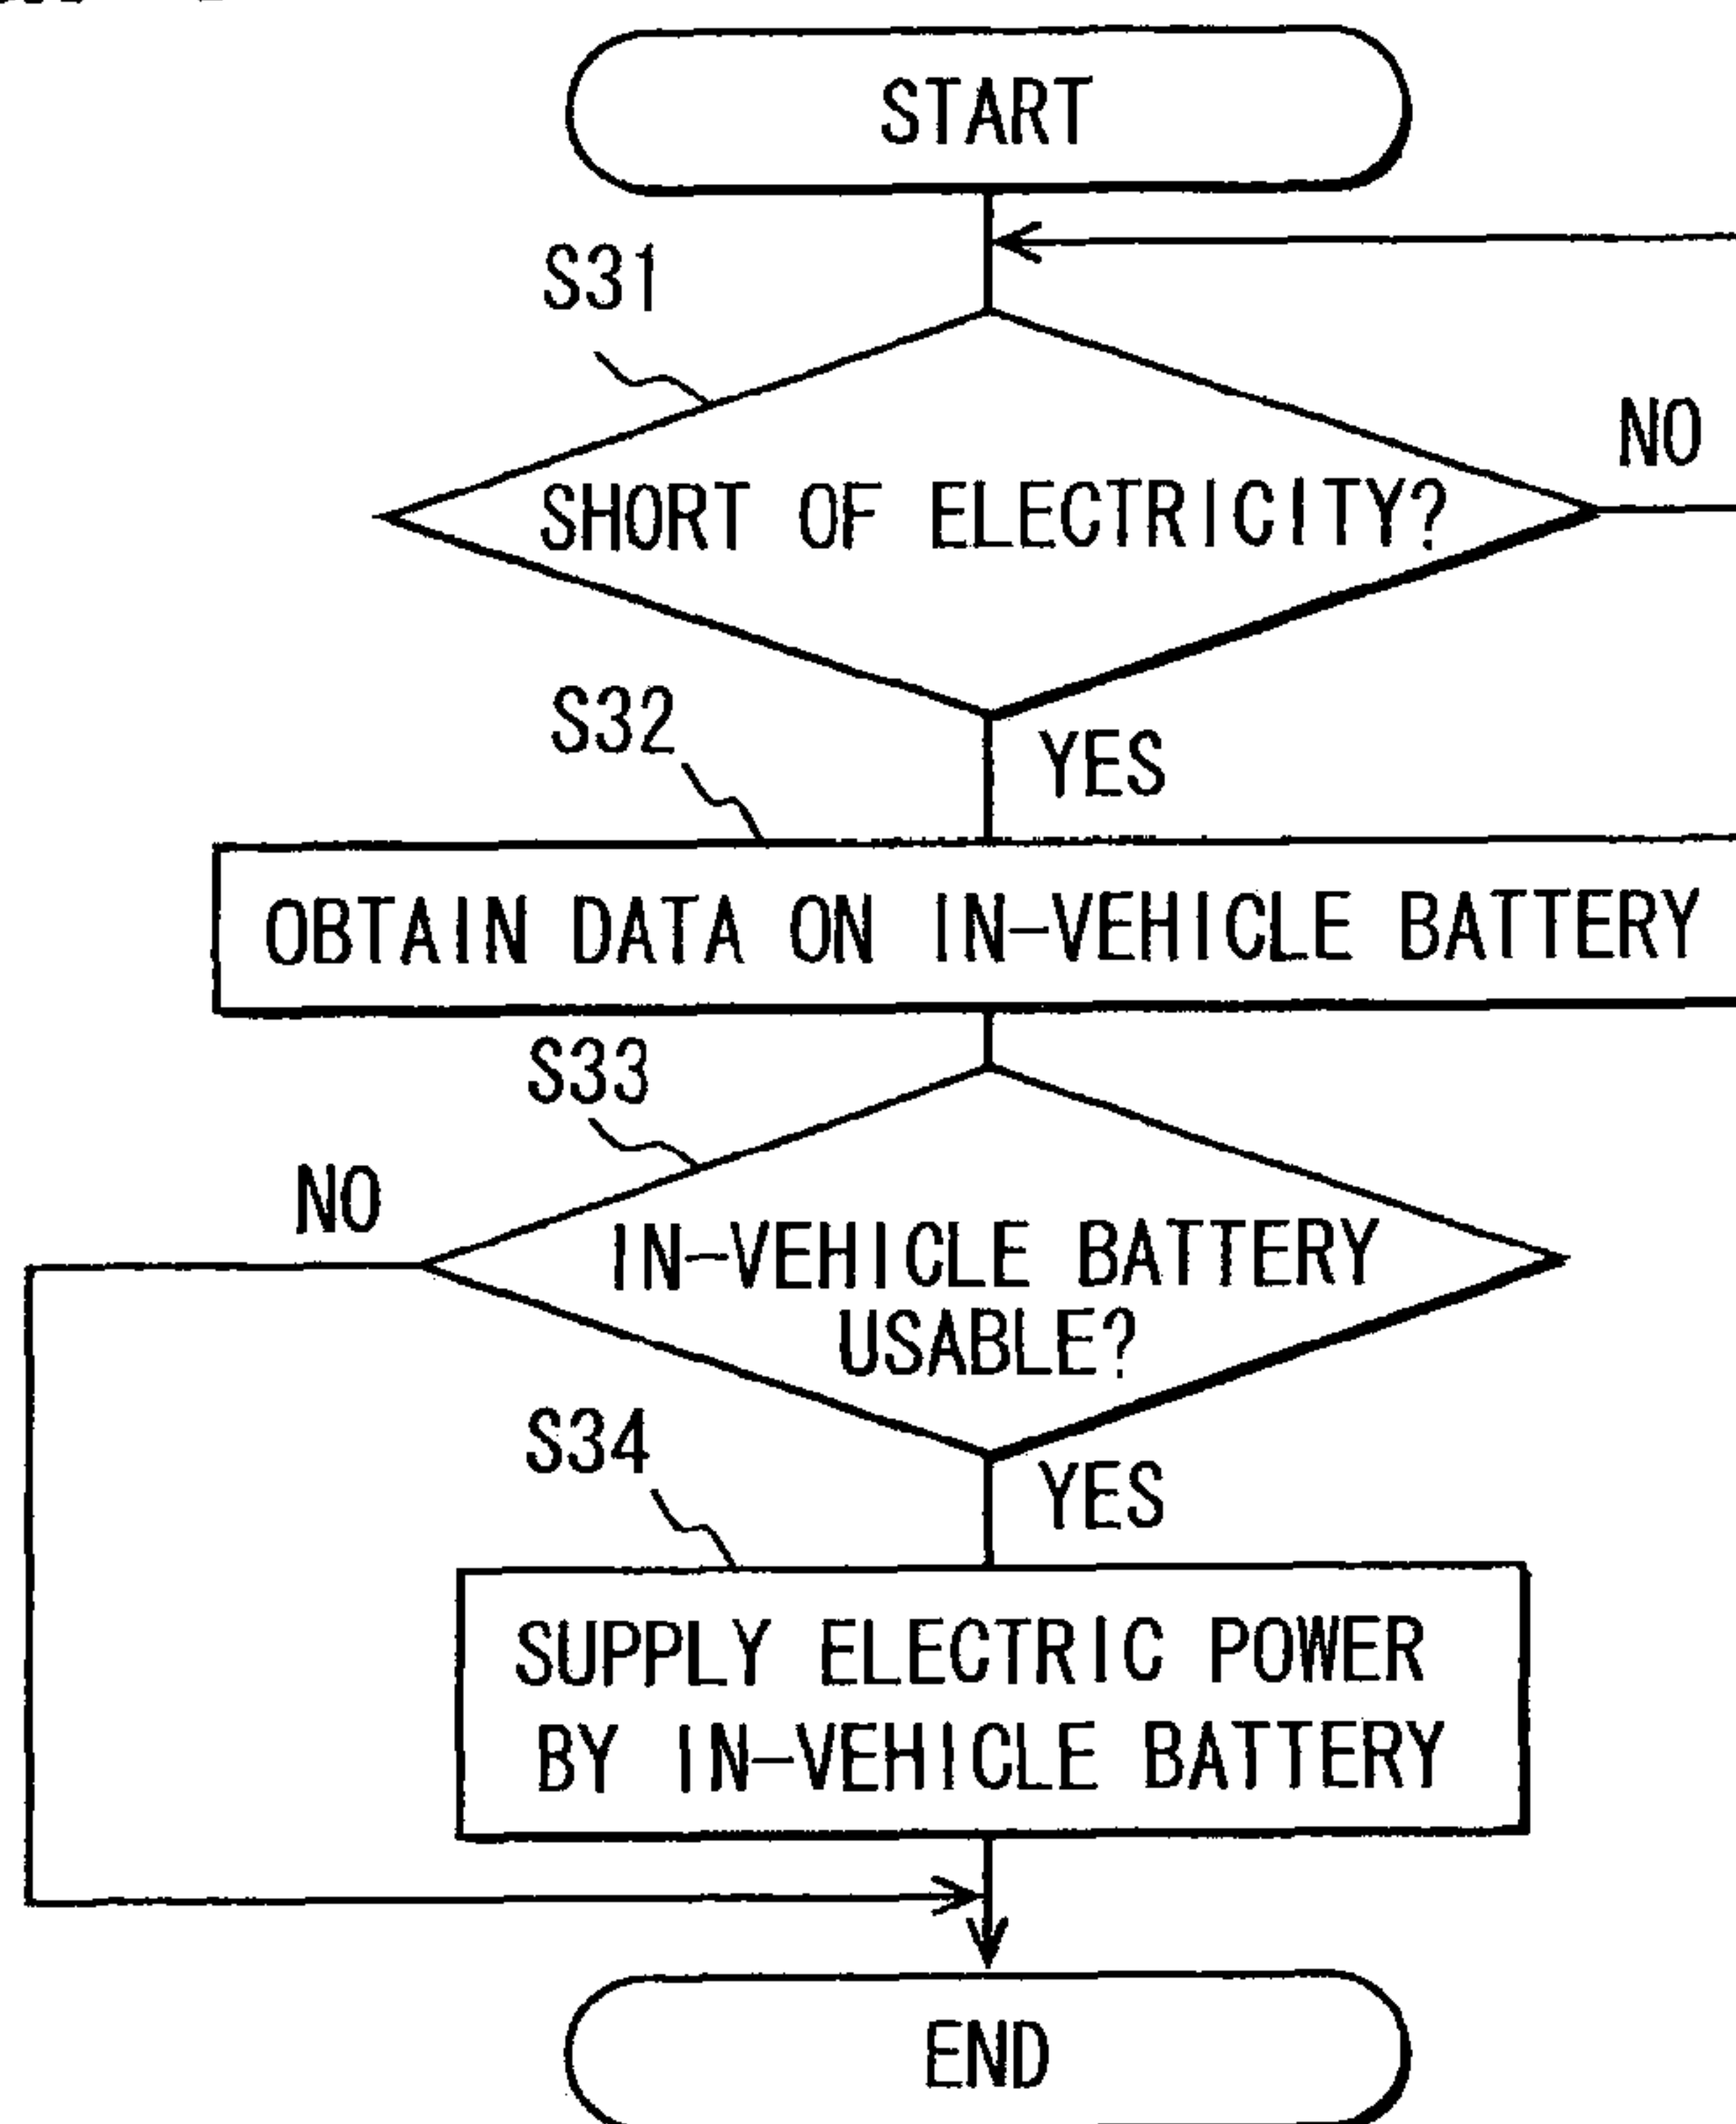 START
S31
NO
SHORT OF ELECTRICITY?
S32
YES
OBTAIN DATA ON IN-VEHICLE BATTERY
S33
NO
IN-VEHICLE BATTERY
USABLE?
S34
YES
SUPPLY ELECTRIC POWER
BY IN-VEHICLE BATTERY
END